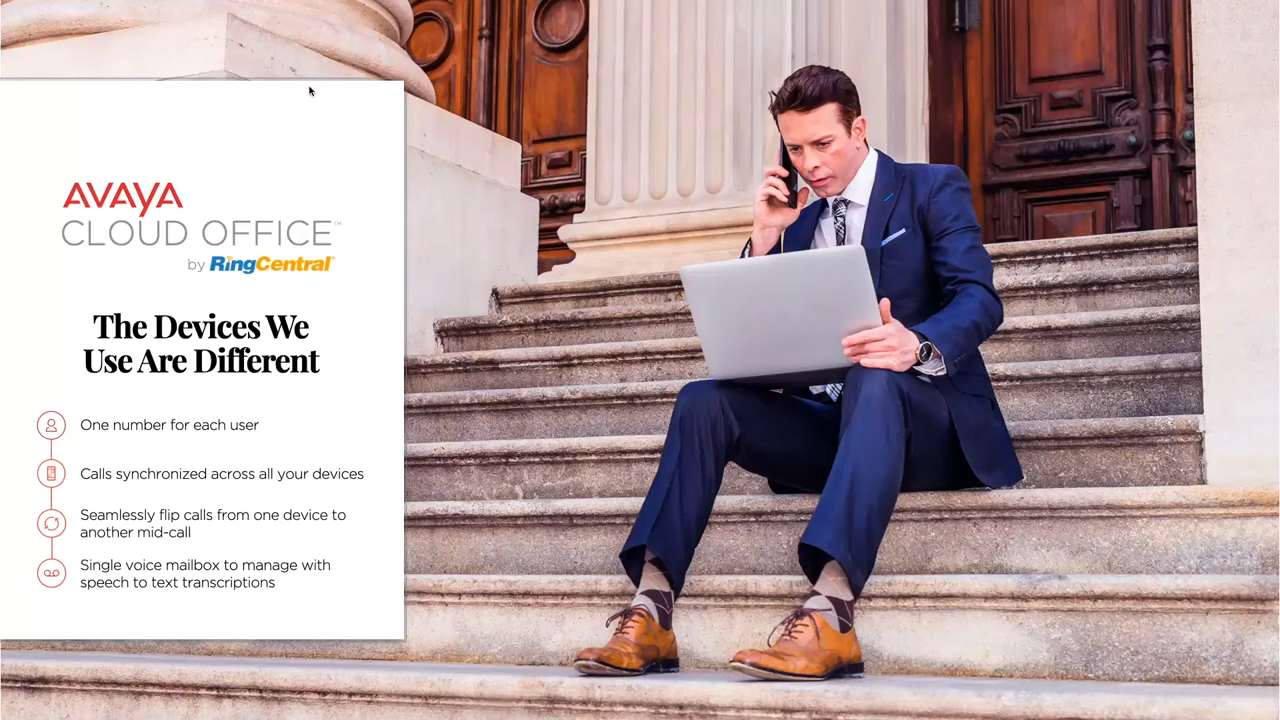 AVAYA
CLOUD OFFICE™
by RingCentral®
The Devices We
Use Are Different
One number for each user
Calls synchronized across all your devices
Seamlessly flip calls from one device to
another mid-call
Single voice mailbox to manage with
speech to text transcriptions